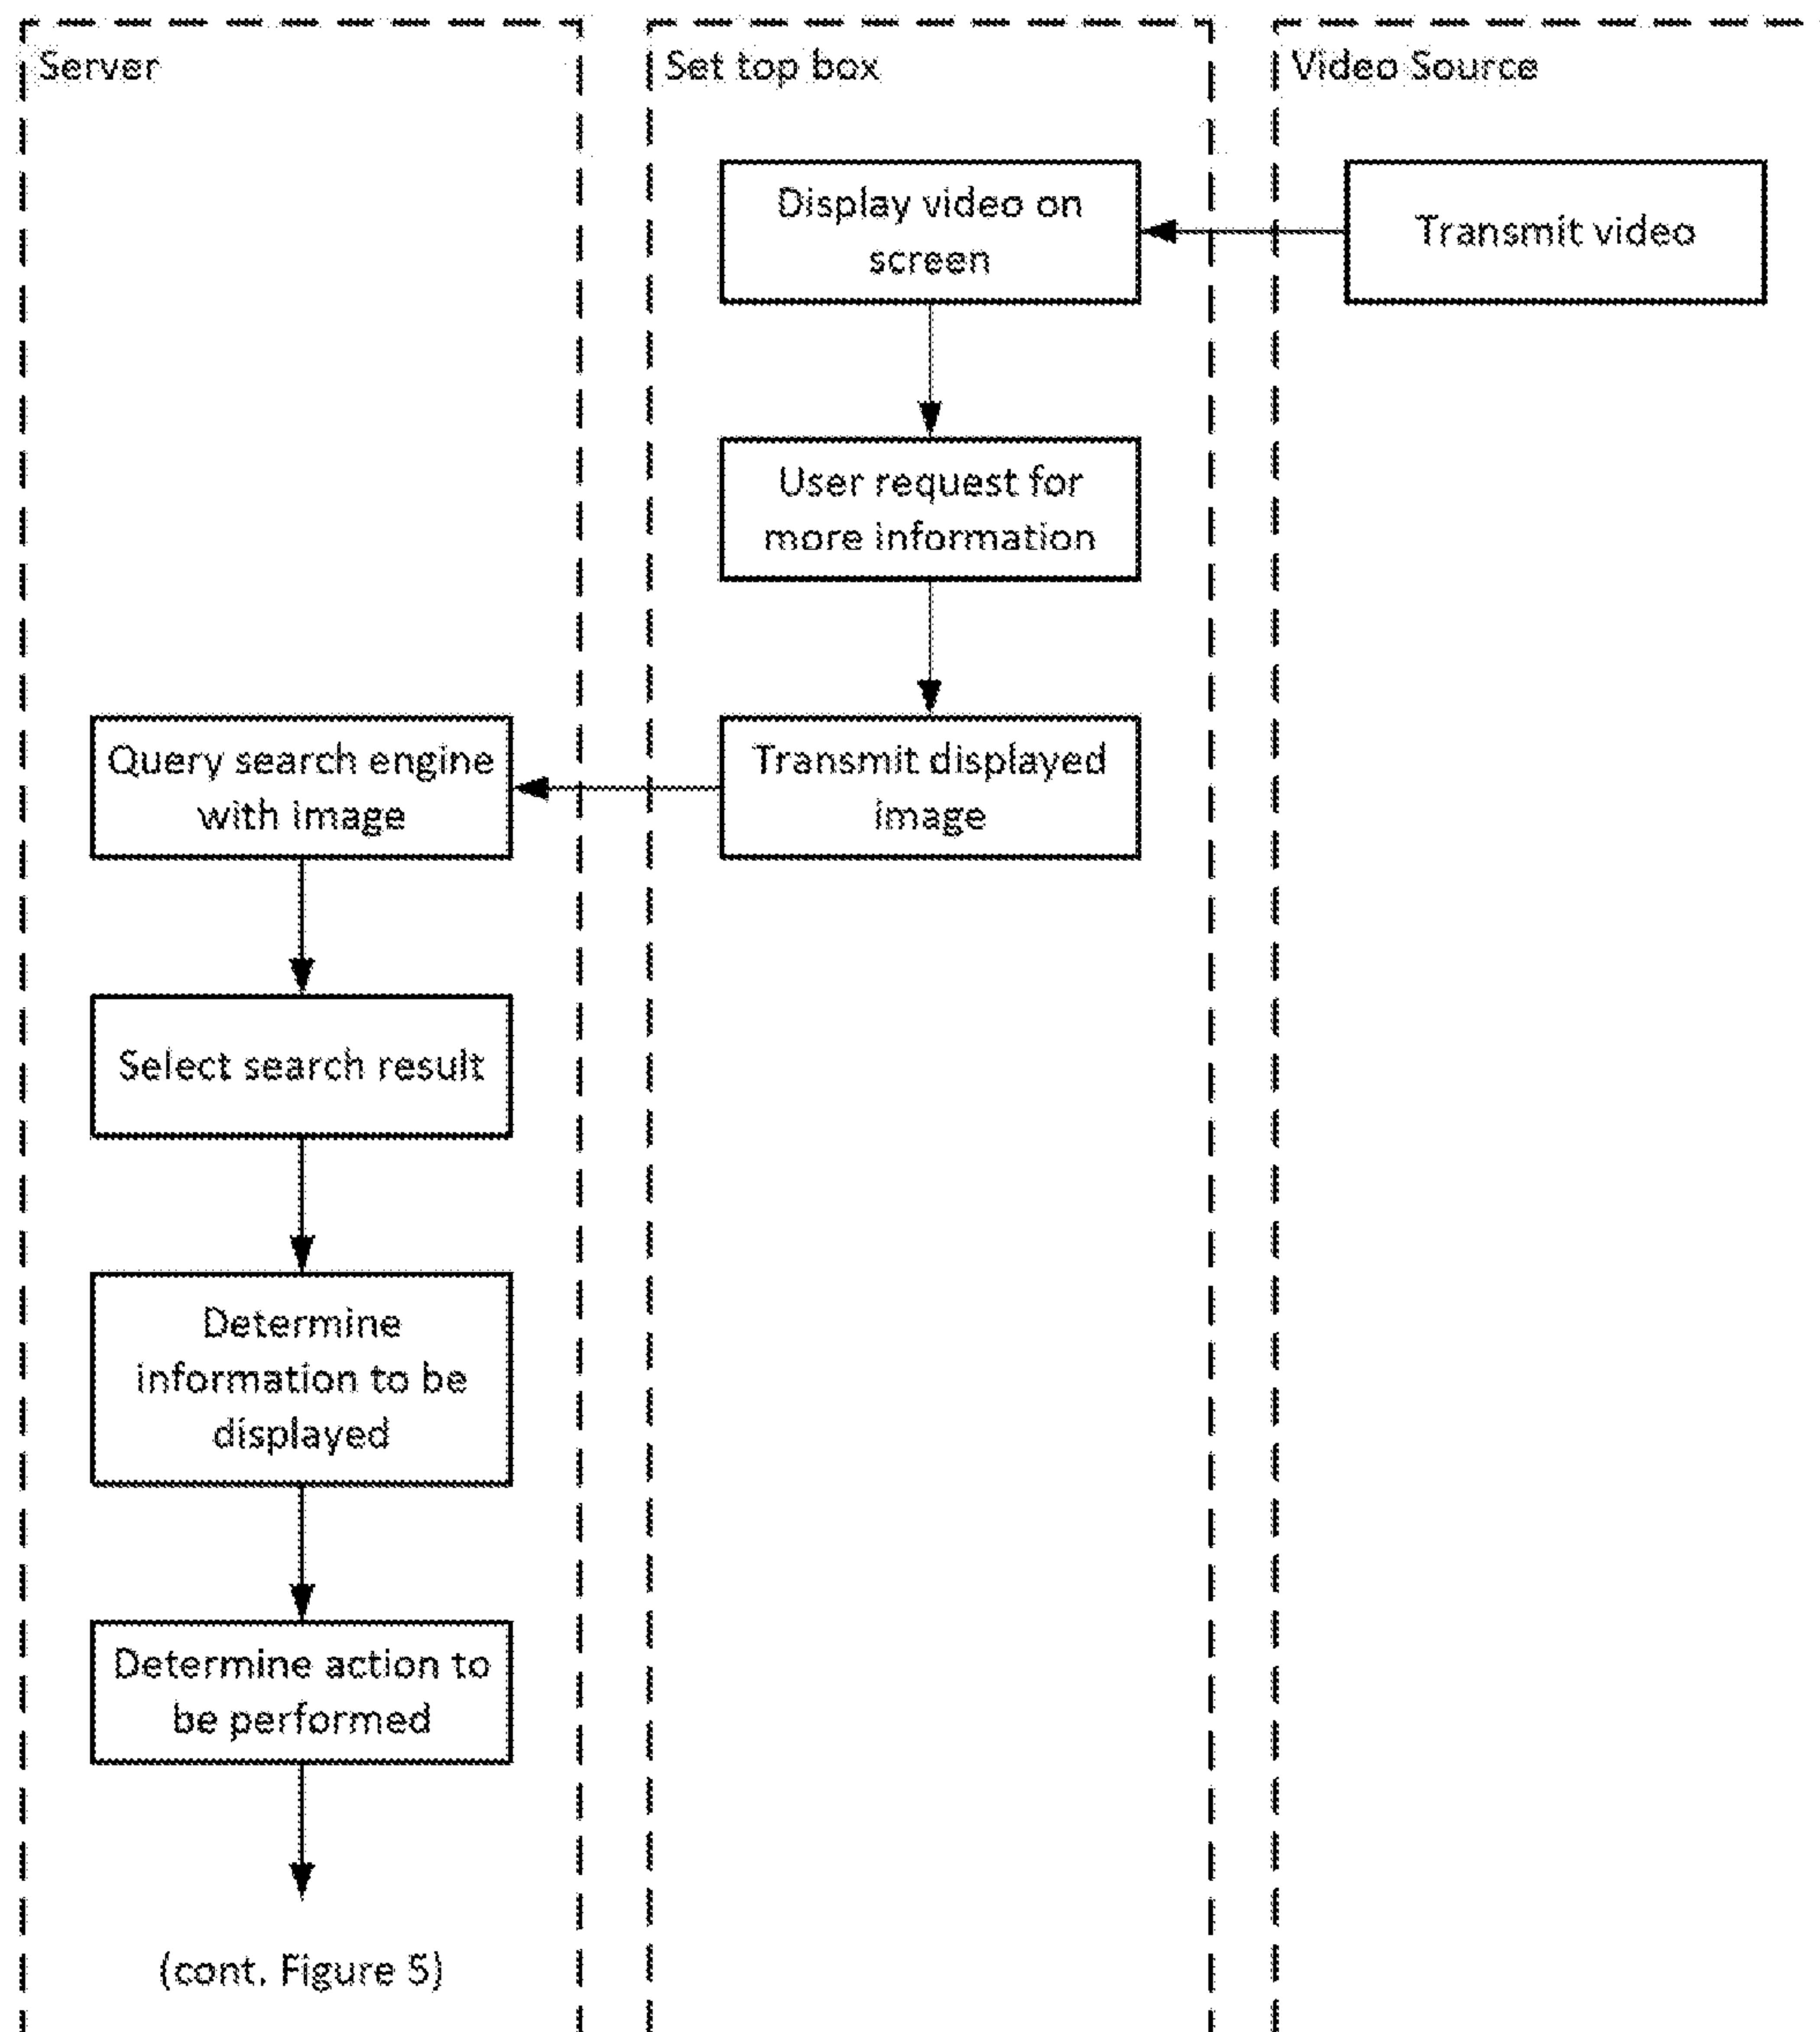 Server
Set top box
Video Source
Display video on
screen
Transmit video
User request for
more information
Query search engine
with image
Transmit displayed
image
Select search result
Determine
information to be
displayed
Determine action to
be performed
(cont. Figure 5)